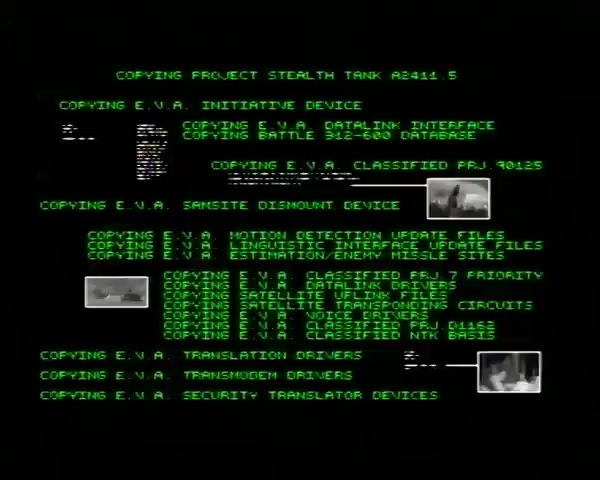 COPYING PROJECT STEALTH TANK A2411.5
COPYING E.V.A. INITIATIVE DEVICE
COPYING E.V.A. DATALINK INTERFACE
COPYING BATTLE 312-600 DATABASE
COPYING E.V.A. CLASSIFIED PRJ.90125
COPYING E.V.A. SAMSITE DISMOUNT DEVICE
COPYING E.V.A. MOTION DETECTION UPDATE FILES
COPYING E.V.A. LINGUISTIC INTERFACE UPDATE FILES
COPYING E.V.A. ESTIMATION/ENEMY MISSLE SITES
COPYING E.V.A. CLASSIFIED PRJ.7 PRIORITY
COPYING E.V.A. DATALINK DRIVERS
COPYING SATELLITE UPLINK FILES
COPYING SATELLITE TRANSPONDING CIRCUITS
COPYING E.V.A. VOICE DRIVERS
COPYING E.V.A. CLASSIFIED PRJ.D1162
COPYING E.V.A. CLASSIFIED NTK BASIS
COPYING E.V.A. TRANSLATION DRIVERS
COPYING E.V.A. TRANSMODEM DRIVERS
COPYING E.V.A. SECURITY TRANSLATOR DEVICES